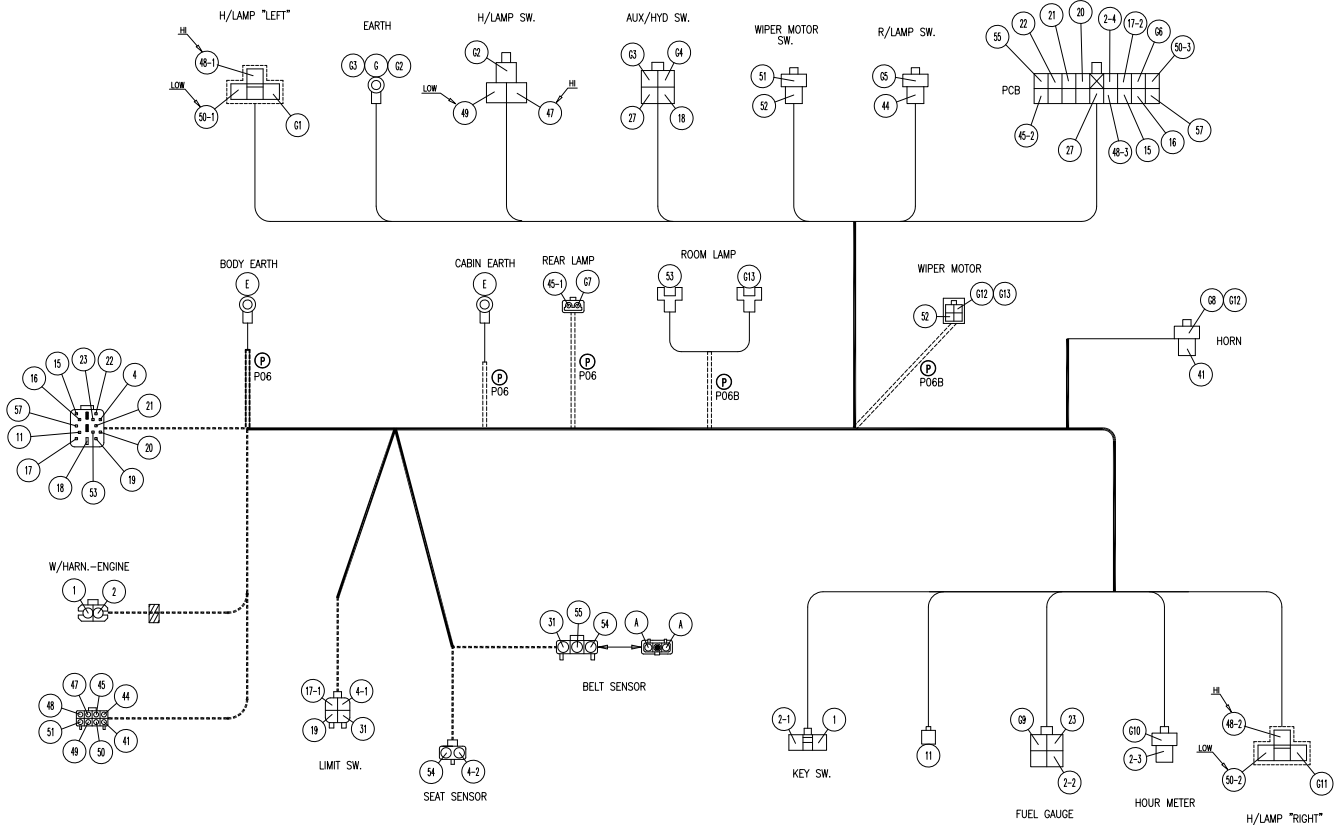 H/LAMP "LEFT"
HI
48-1
LOW
50-1
G1
EARTH
G3 G G2
H/LAMP SW.
G2
LOW
HI
49
47
AUX/HYD SW.
G3 G4
27 18
WIPER MOTOR
SW.
51
52
R/LAMP SW.
G5
44
55 22 21 20 2-4 17-2 G6 50-3
PCB
45-2 27 48-3 15 16 57
BODY EARTH
E
P
P06
CABIN EARTH
E
P
P06
REAR LAMP
45-1 G7
P
P06
ROOM LAMP
53 G13
P
P06B
WIPER MOTOR
52 G12 G13
P
P06B
G8 G12
HORN
41
15 23 22 4
16 21
57
11 20
17 18 53 19
W/HARN.-ENGINE
1 2
47 45
48 44
51 41
49 50
17-1 4-1
19 31
LIMIT SW.
54 4-2
SEAT SENSOR
31 55 54 A A
BELT SENSOR
2-1 1
KEY SW.
11
G9 23
2-2
FUEL GAUGE
G10
2-3
HOUR METER
HI
48-2
LOW
50-2
G11
H/LAMP "RIGHT"